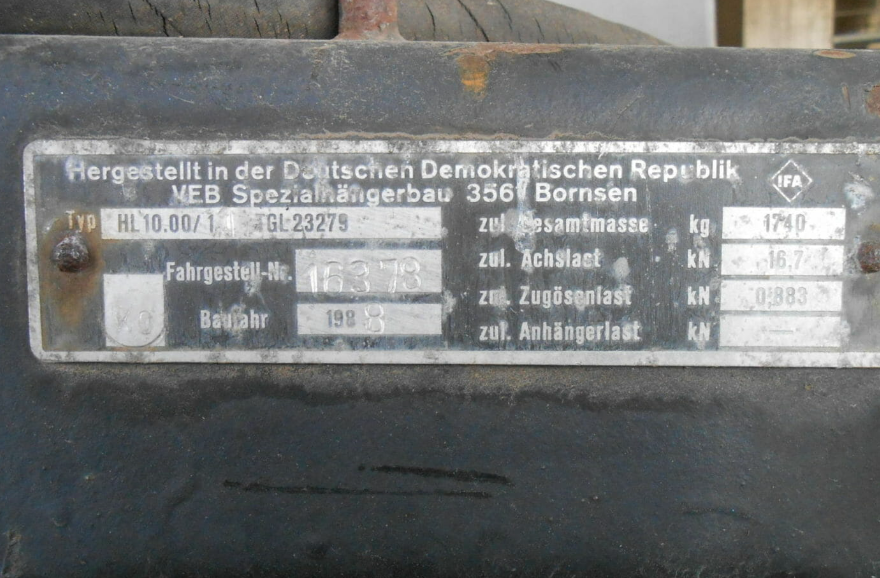 Hergestellt in der Deutschen Demokratischen Republik
VEB Spezialhängerbau 3561 Bornsen
IFA
Typ HL 10.00/ TGL 23279
Fahrgestell-Nr. 16378
Baujahr 1988
zul. Gesamtmasse kg 1740
zul. Achslast kN 16,7
zul. Zugösenlast kN 0,883
zul. Anhängerlast kN —